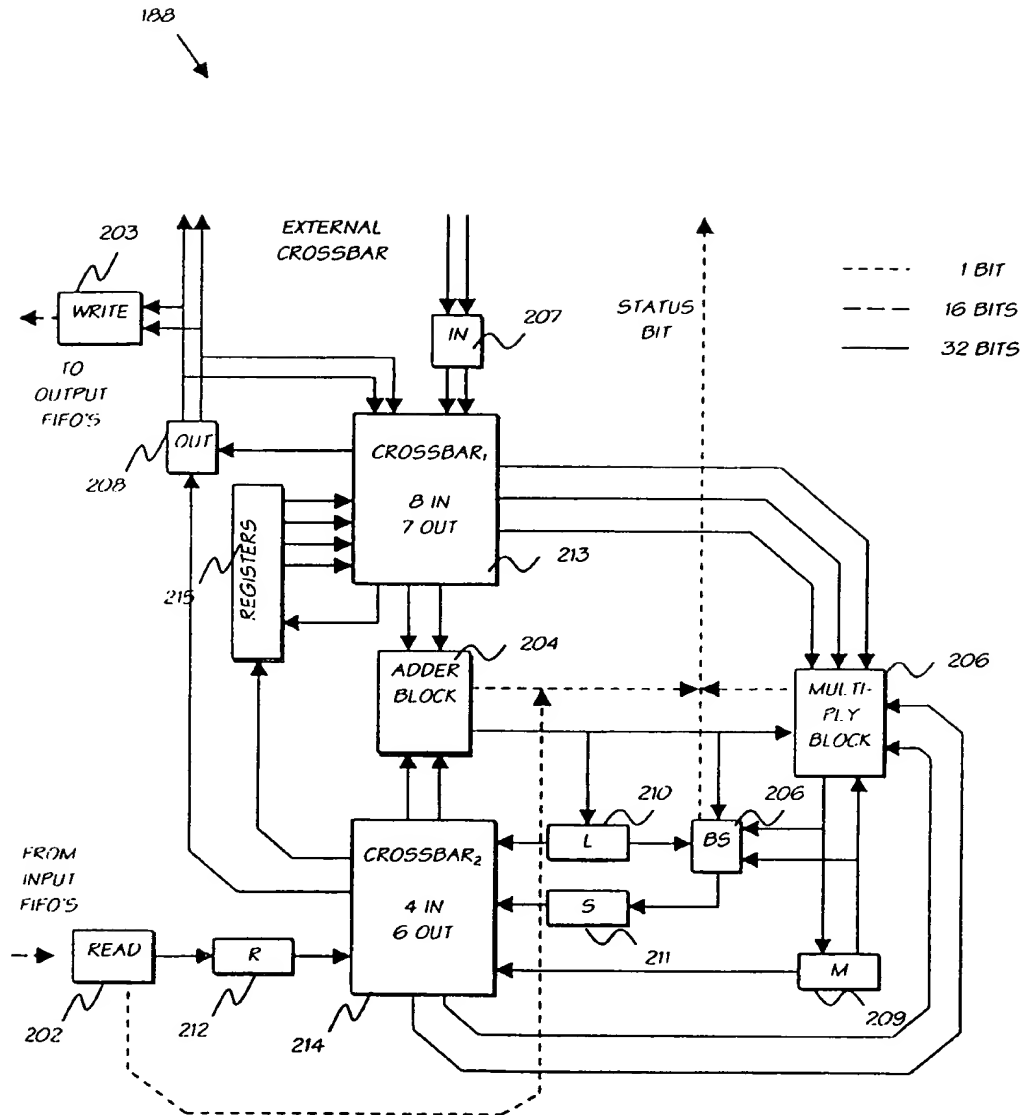 188
EXTERNAL
CROSSBAR
203
WRITE
TO
OUTPUT
FIFO'S
IN
207
STATUS
BIT
1 BIT
16 BITS
32 BITS
OUT
208
CROSSBAR₁
8 IN
7 OUT
213
REGISTERS
215
204
ADDER
BLOCK
206
MULTI-
PLY
BLOCK
210
L
206
BS
FROM
INPUT
FIFO'S
CROSSBAR₂
4 IN
6 OUT
S
211
READ
202
R
212
214
M
209